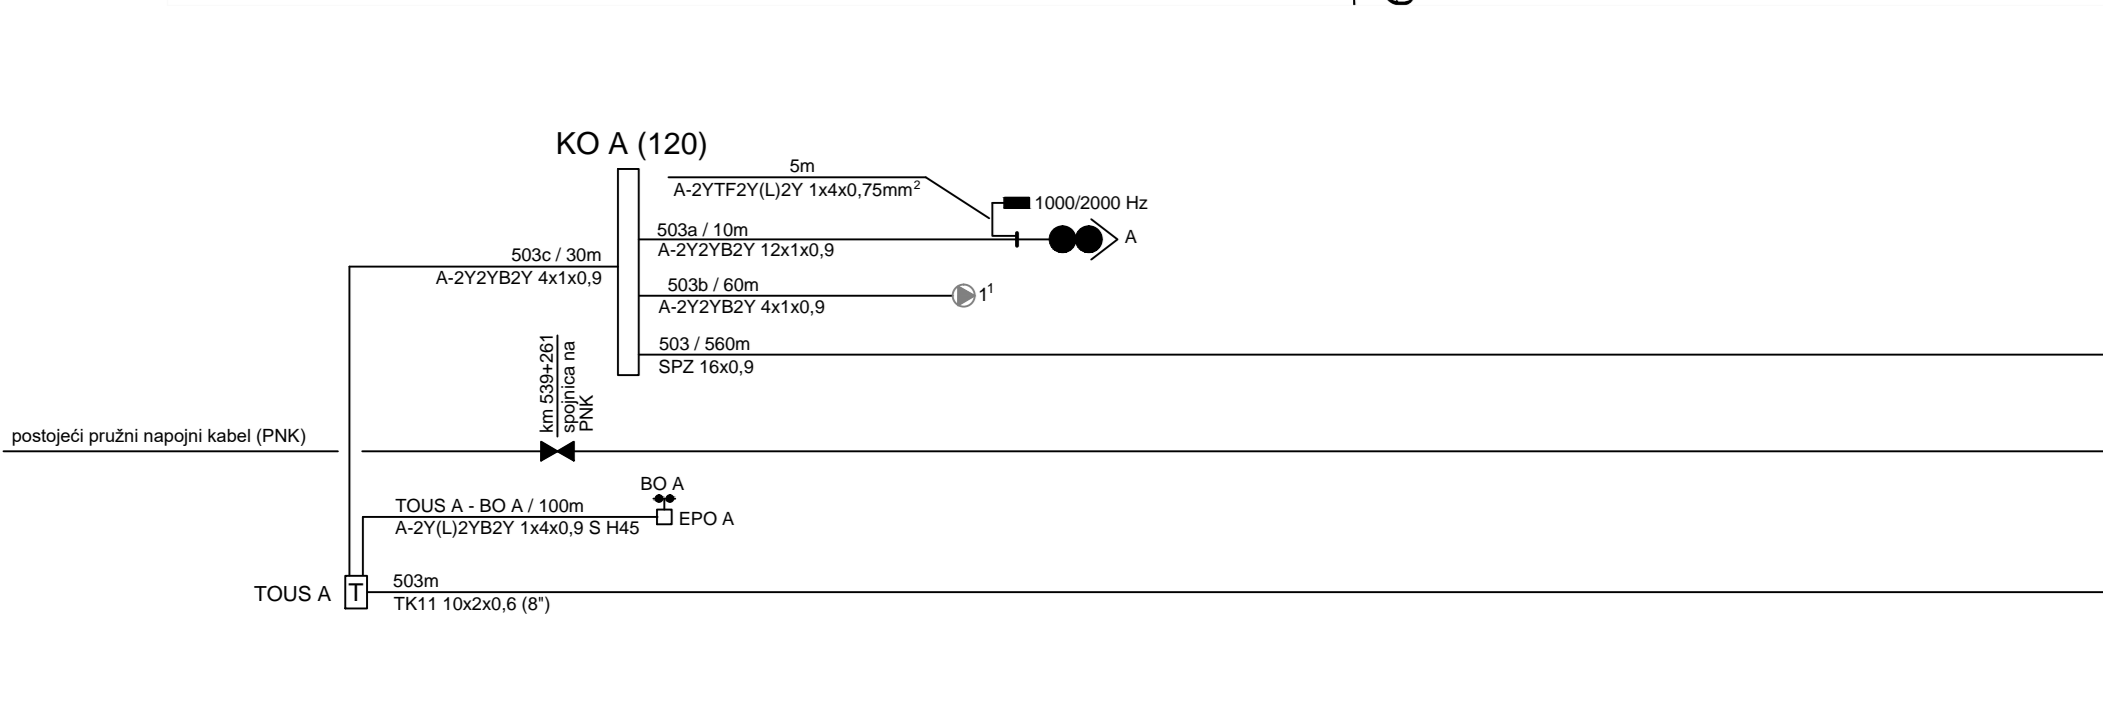 KO A (120)
5m
A-2YTF2Y(L)2Y 1x4x0,75mm²
1000/2000 Hz
503a / 10m
A-2Y2YB2Y 12x1x0,9
A
503c / 30m
A-2Y2YB2Y 4x1x0,9
503b / 60m
A-2Y2YB2Y 4x1x0,9
1¹
503 / 560m
SPZ 16x0,9
km 539+261
spojnica na
PNK
postojeći pružni napojni kabel (PNK)
BO A
TOUS A - BO A / 100m
A-2Y(L)2YB2Y 1x4x0,9 S H45
EPO A
TOUS A
T
503m
TK11 10x2x0,6 (8")